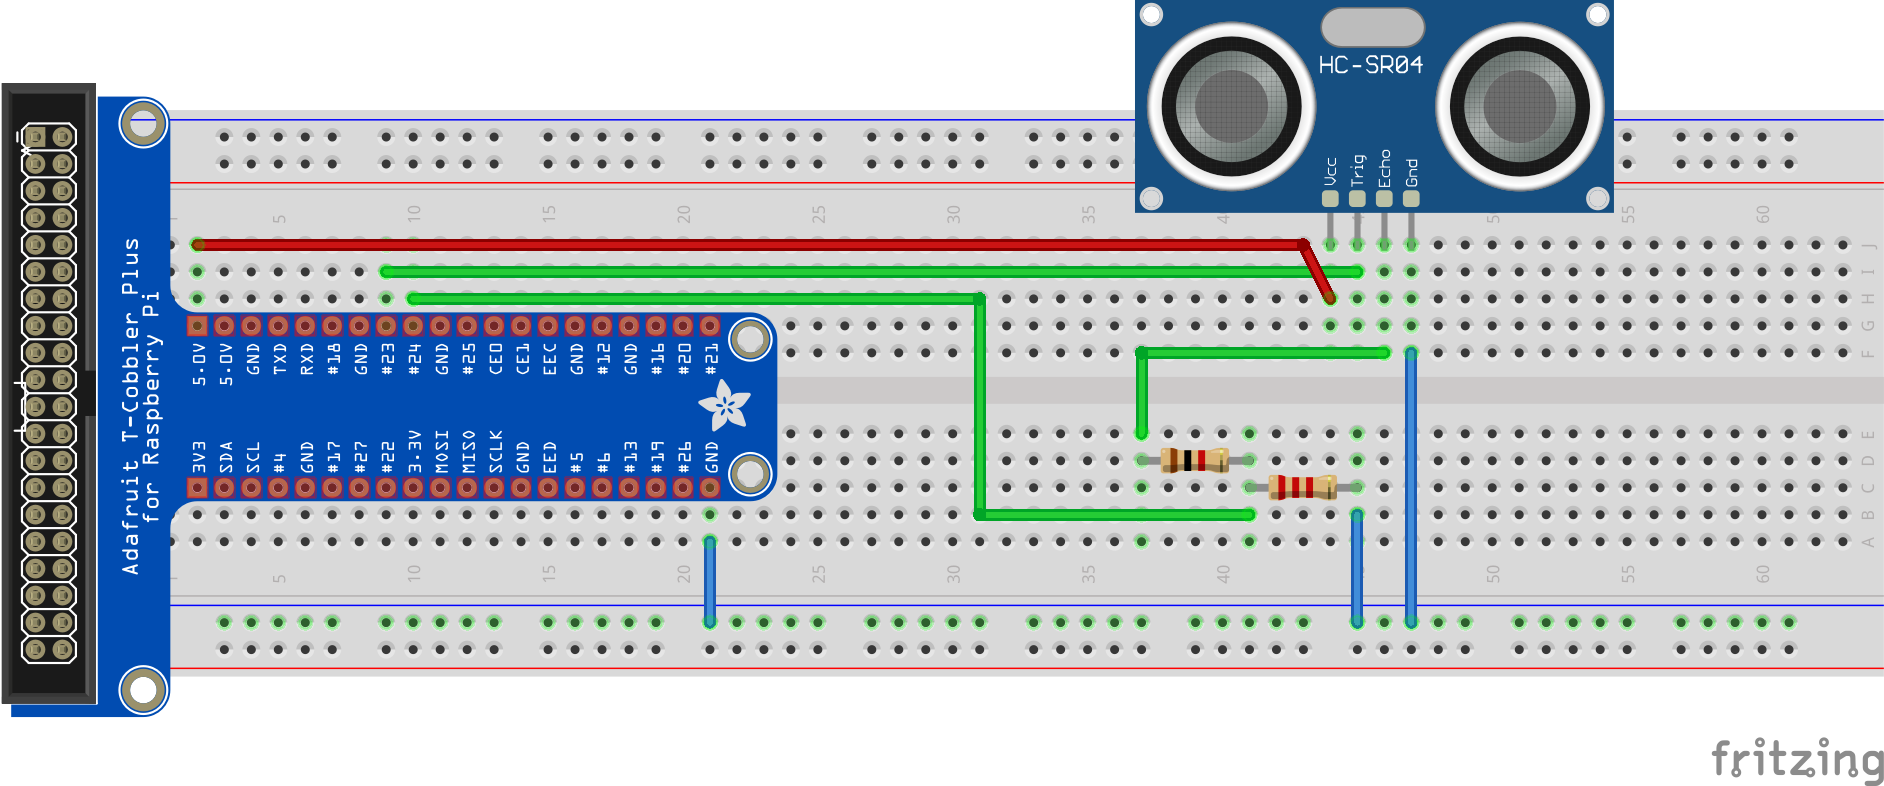 HC-SR04
Vcc
Trig
Echo
Gnd
5 10 15 20 25 30 35 4 5 55 60
J
I
H
G
F
5.0V 5.0V GND TXD RXD #18 GND #23 #24 GND #25 CE0 CE1 EEC GND #12 GND #16 #20 #21
Adafruit T-Cobbler Plus
for Raspberry Pi
3V3 SDA SCL #4 GND #17 #27 #22 3.3V MOSI MISO SCLK GND EED #5 #6 #13 #19 #26 GND
E
D
C
B
A
5 10 15 20 25 30 35 40 50 55 60
fritzing